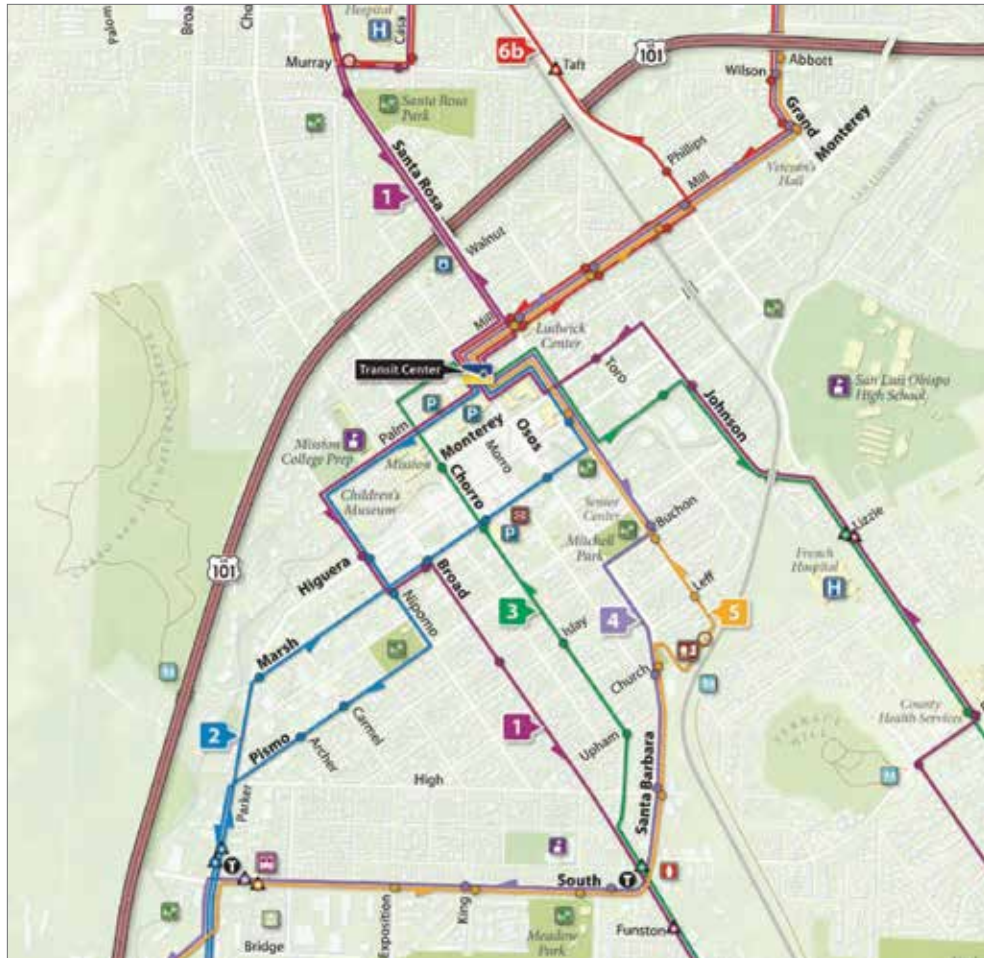 Palom
Broa
Cho
Hospital
H
Casa
6b
Taft
US
101
Abbott
Wilson
Murray
Santa Rosa
Park
Grand
Monterey
Santa Rosa
Phillips
Mill
Veteran's
Hall
1
Walnut
Mill
Ludwick
Center
Transit Center
Toro
P
P
Johnson
San Luis Obispo
High School
Palm
Monterey
Osos
Mission
College Prep
Mission
Morro
Chorro
Children's
Museum
Senior
Center
Buchon
Mitchell
Park
P
Lizzie
US
101
Higuera
Broad
French
Hospital
H
Nipomo
Leff
3
4
5
Islay
Marsh
Church
County
Health Services
2
Pismo
Carmel
Archer
1
Upham
TERRACE
HILL
High
Santa Barbara
Parker
T
South
T
Exposition
King
Meadow
Park
Funston
Bridge